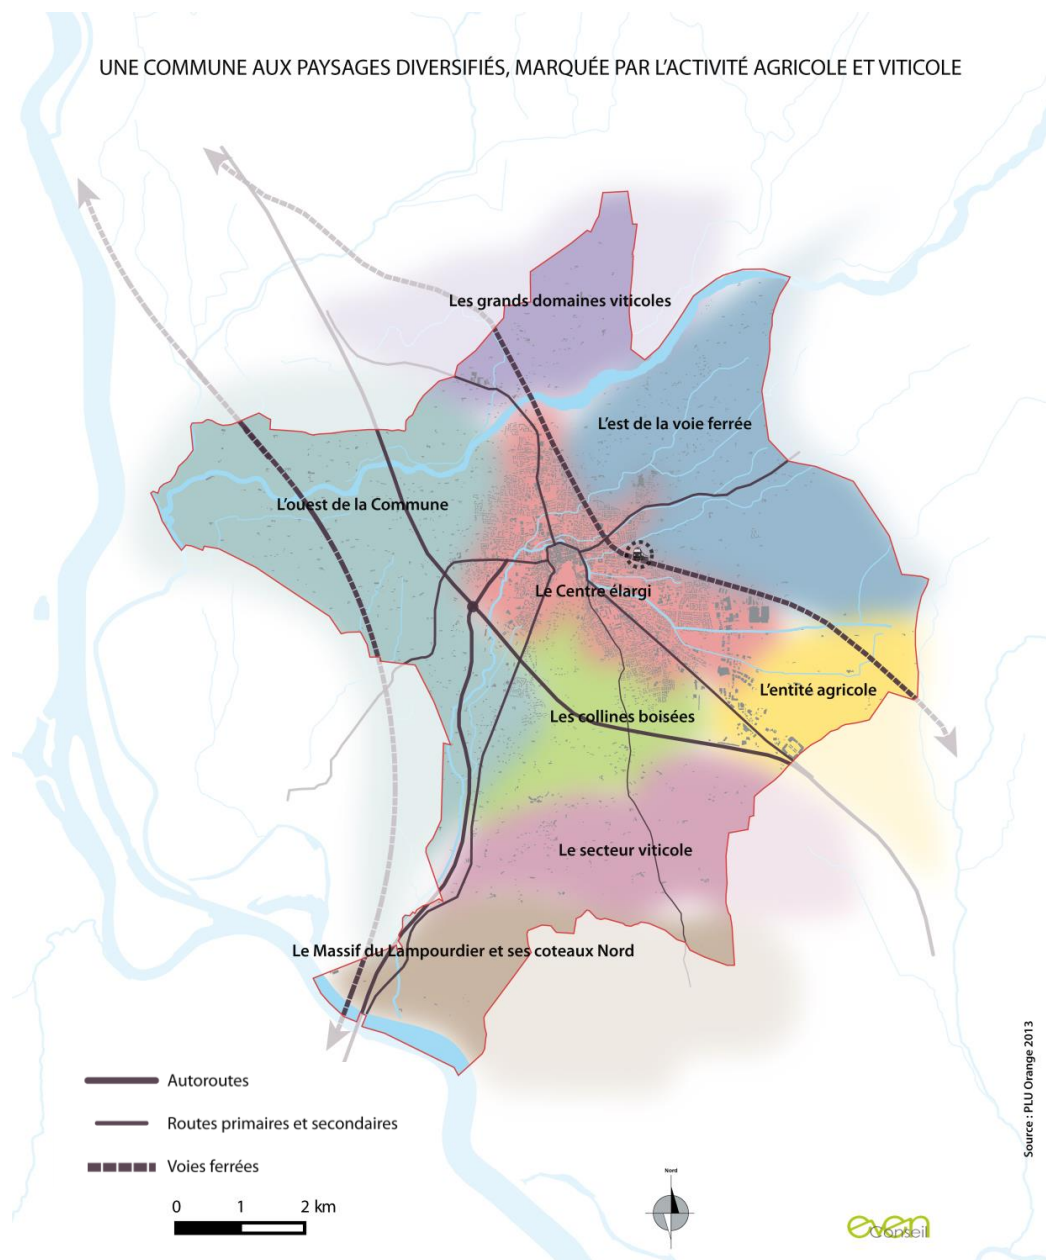 UNE COMMUNE AUX PAYSAGES DIVERSIFIÉS, MARQUÉE PAR L'ACTIVITÉ AGRICOLE ET VITICOLE
Les grands domaines viticoles
L'est de la voie ferrée
L'ouest de la Commune
Le Centre élargi
L'entité agricole
Les collines boisées
Le secteur viticole
Le Massif du Lampourdier et ses coteaux Nord
Source : PLU Orange 2013
Autoroutes
Routes primaires et secondaires
Voies ferrées
0 1 2 km
Nord
even
Conseil